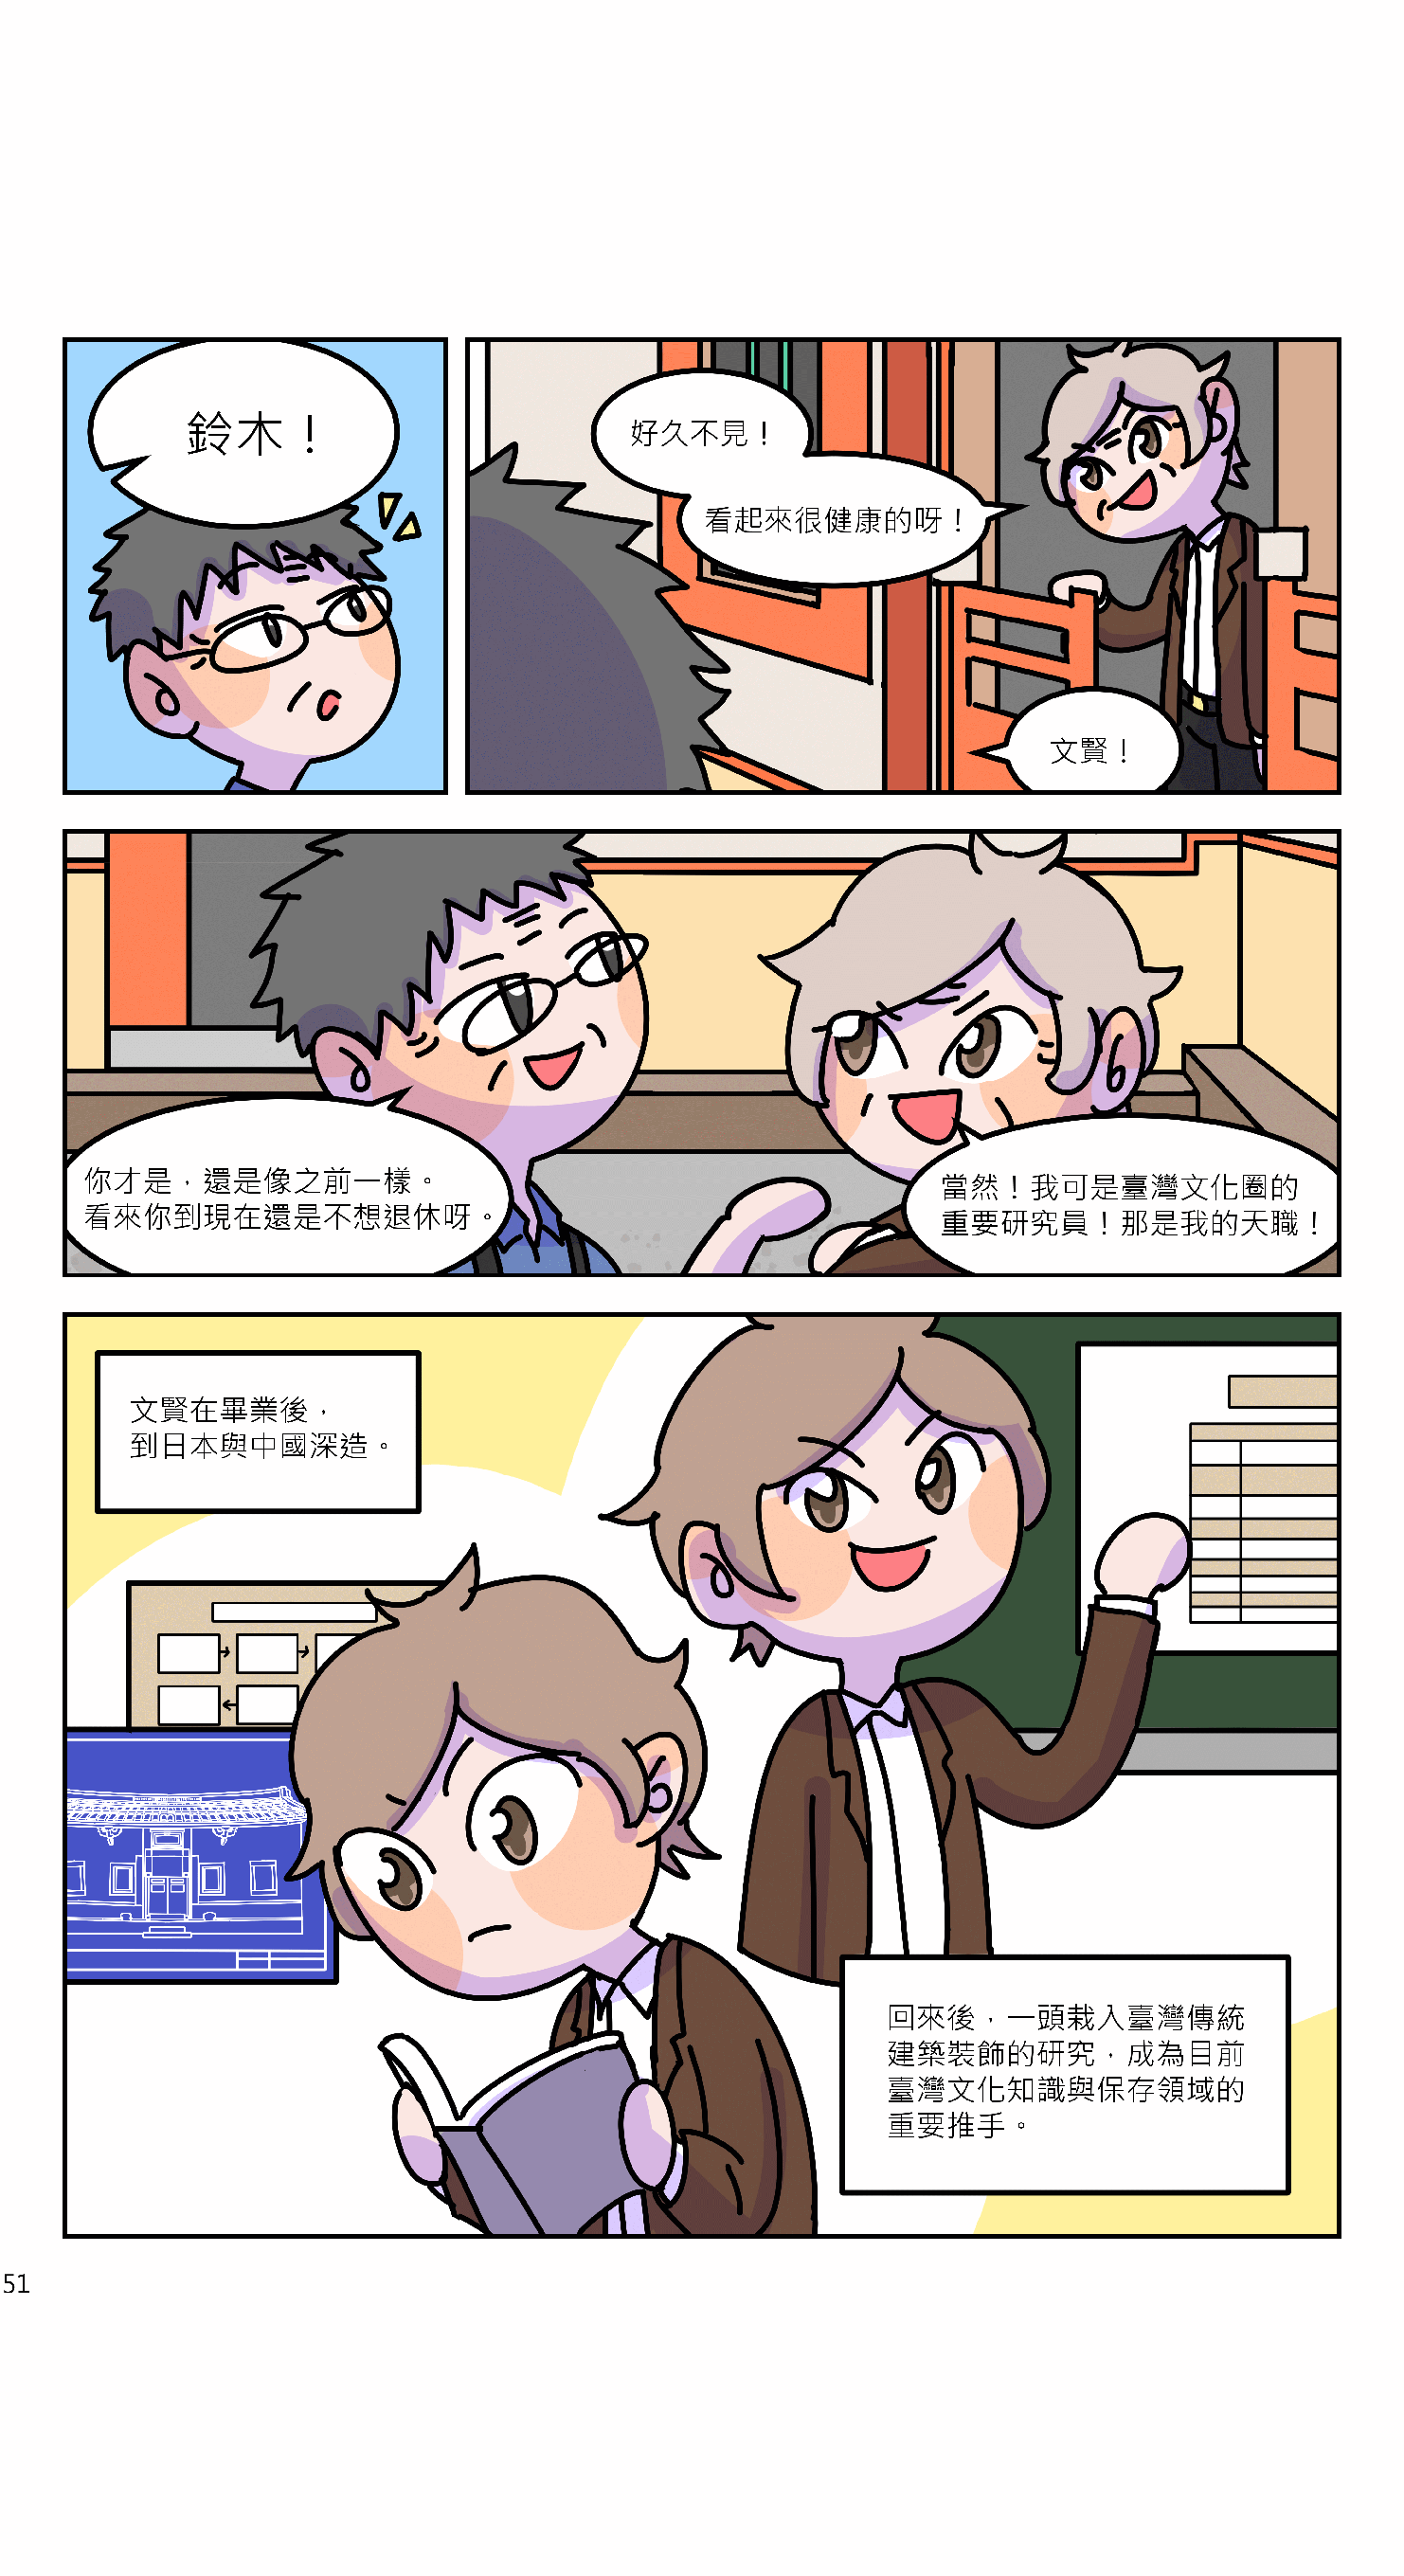 鈴木！
好久不見！
看起來很健康的呀！
文賢！
你才是，還是像之前一樣。
看來你到現在還是不想退休呀。
當然！我可是臺灣文化圈的
重要研究員！那是我的天職！
文賢在畢業後，
到日本與中國深造。
回來後，一頭栽入臺灣傳統
建築裝飾的研究，成為目前
臺灣文化知識與保存領域的
重要推手。
51